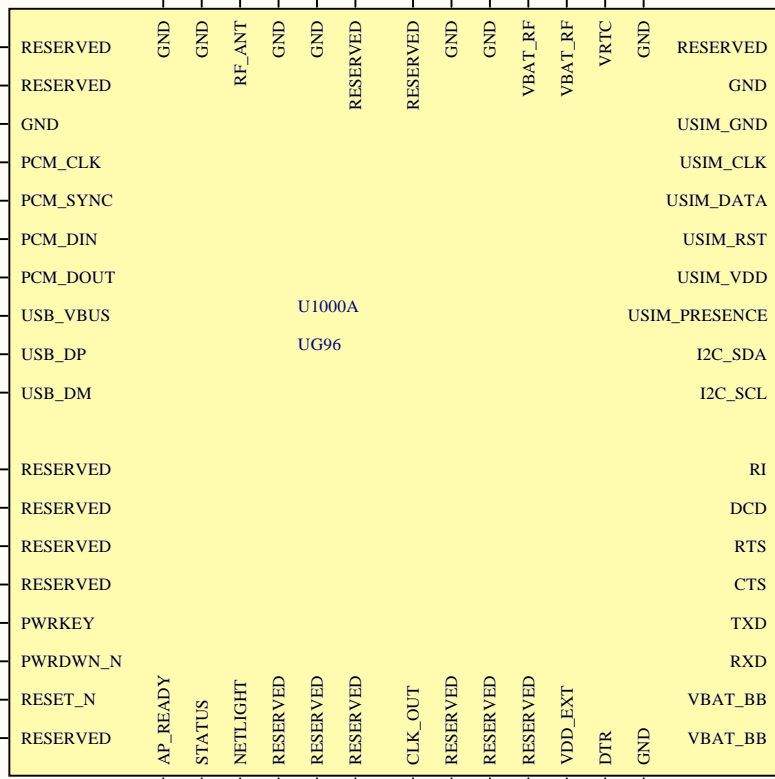 RESERVED
RESERVED
GND
PCM_CLK
PCM_SYNC
PCM_DIN
PCM_DOUT
USB_VBUS
USB_DP
USB_DM
RESERVED
RESERVED
RESERVED
RESERVED
PWRKEY
PWRDWN_N
RESET_N
RESERVED
GND
GND
RF_ANT
GND
GND
RESERVED
RESERVED
GND
GND
VBAT_RF
VBAT_RF
VRTC
GND
U1000A
UG96
AP_READY
STATUS
NETLIGHT
RESERVED
RESERVED
RESERVED
CLK_OUT
RESERVED
RESERVED
RESERVED
VDD_EXT
DTR
GND
RESERVED
GND
USIM_GND
USIM_CLK
USIM_DATA
USIM_RST
USIM_VDD
USIM_PRESENCE
I2C_SDA
I2C_SCL
RI
DCD
RTS
CTS
TXD
RXD
VBAT_BB
VBAT_BB